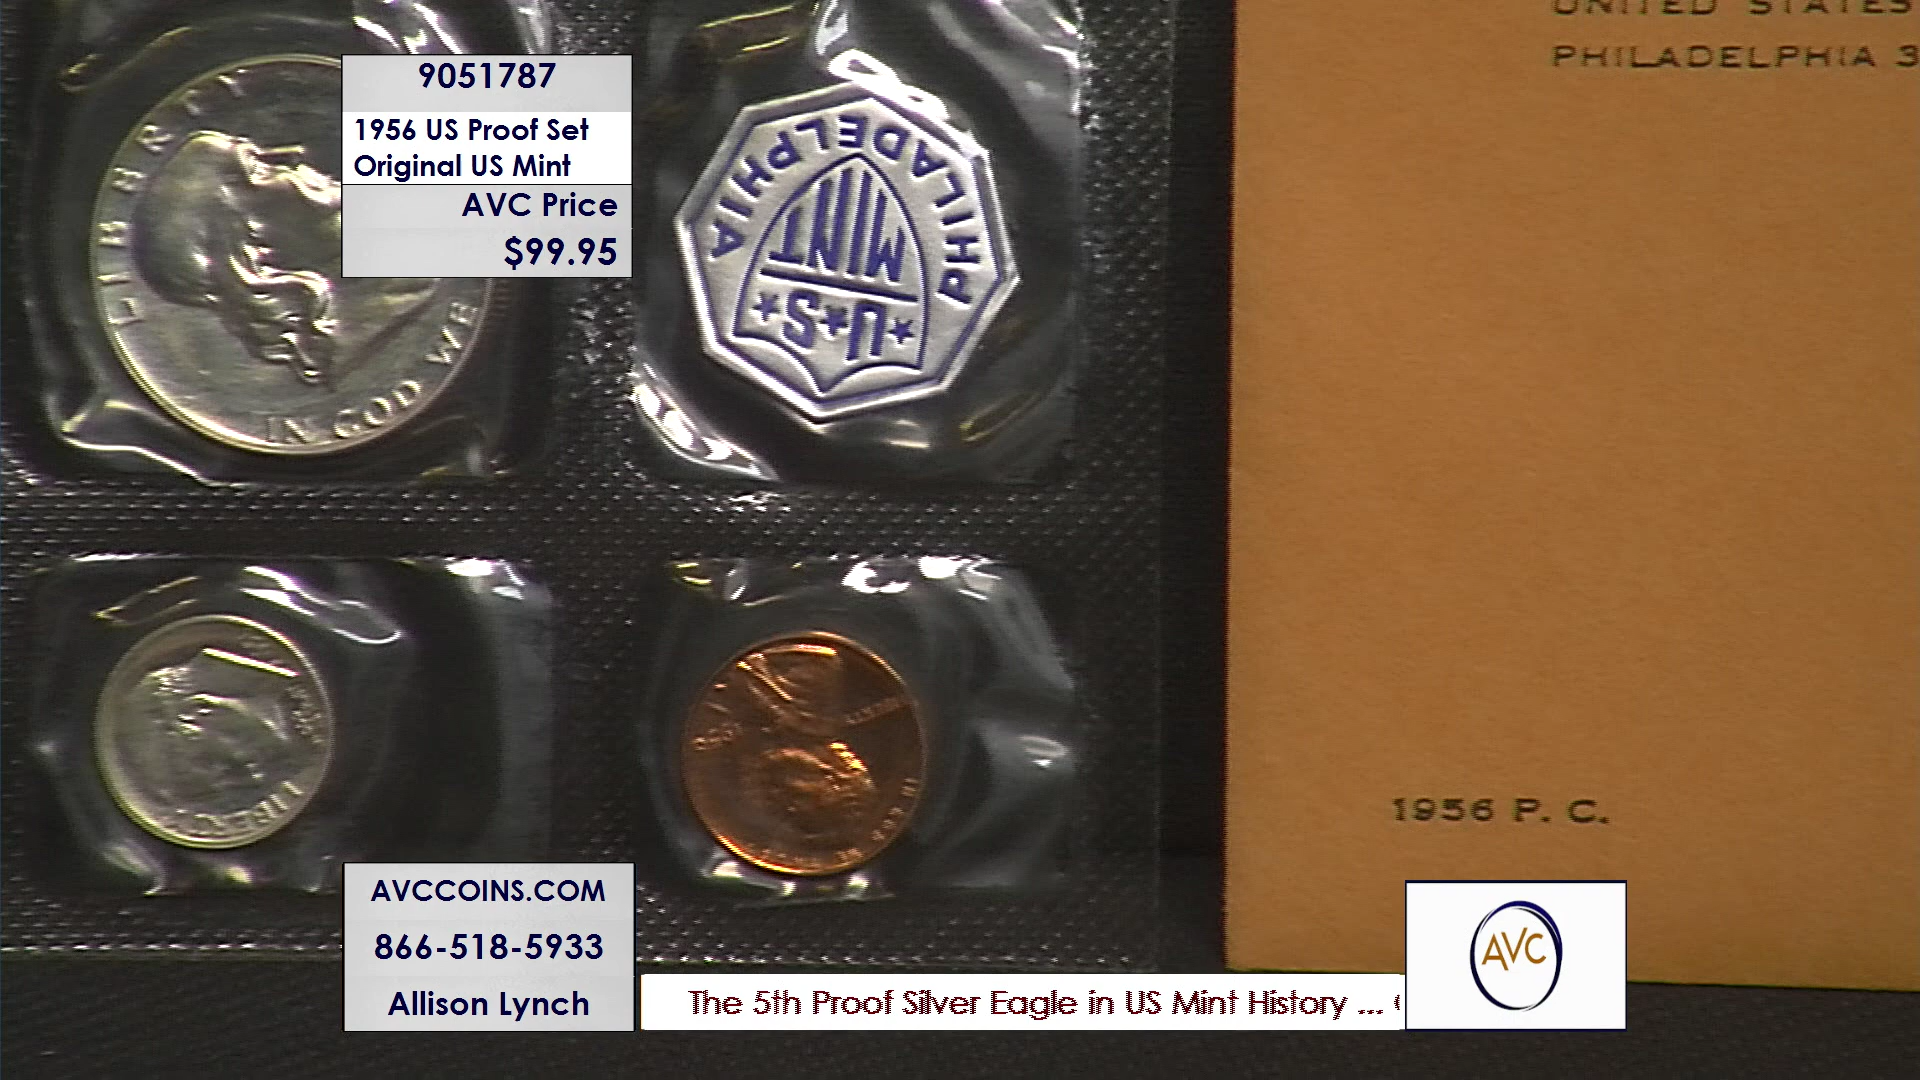 UNITED STATES
PHILADELPHIA 3
9051787
1956 US Proof Set
Original US Mint
AVC Price
$99.95
LIBERTY
IN GOD WE
PHILADELPHIA
U.S.
MINT
LIBERTY
1956 P. C.
AVCCOINS.COM
866-518-5933
Allison Lynch
The 5th Proof Silver Eagle in US Mint History ...
AVC